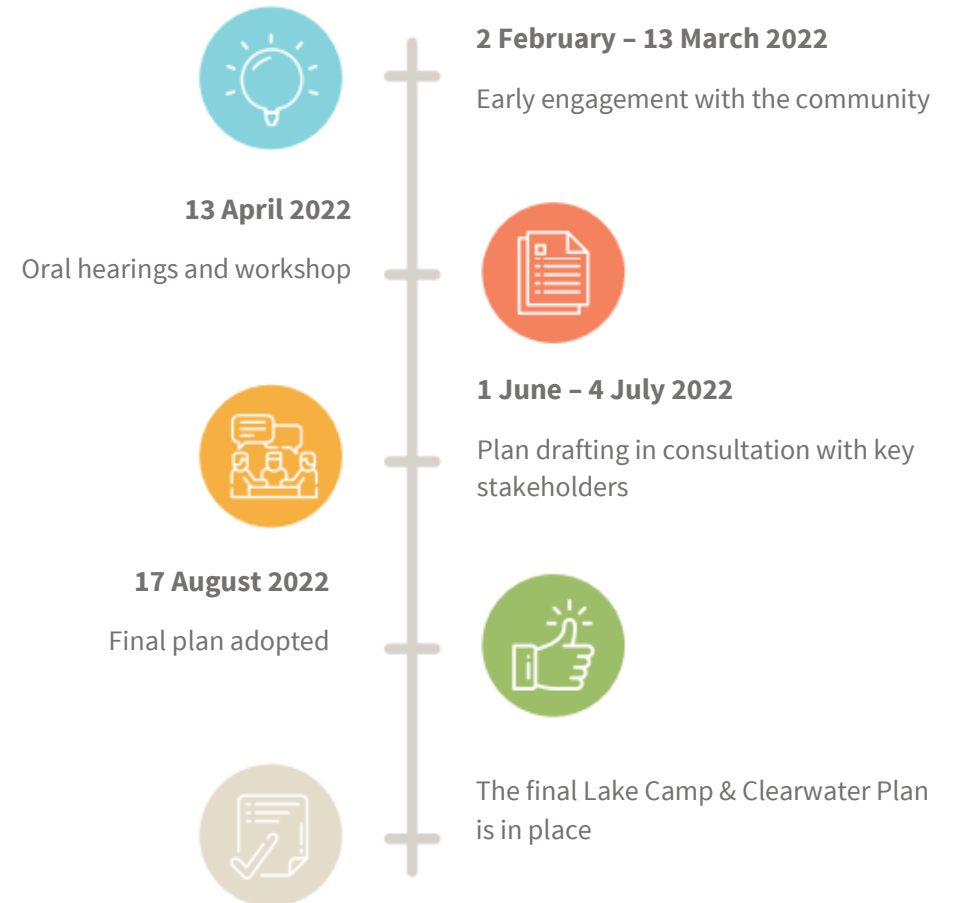 2 February – 13 March 2022
Early engagement with the community
13 April 2022
Oral hearings and workshop
1 June – 4 July 2022
Plan drafting in consultation with key
stakeholders
17 August 2022
Final plan adopted
The final Lake Camp & Clearwater Plan
is in place